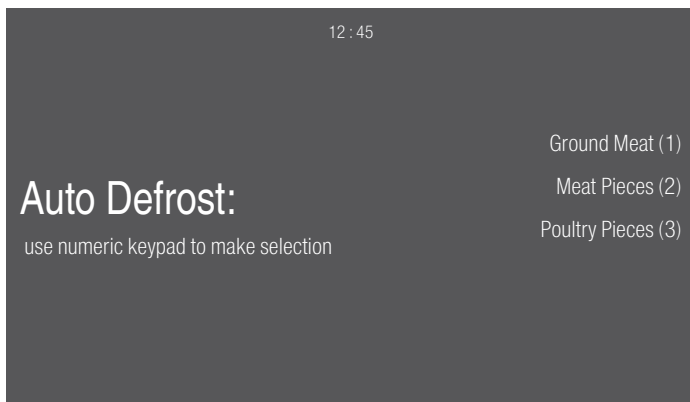 12 : 45
Ground Meat (1)
Meat Pieces (2)
Auto Defrost:
Poultry Pieces (3)
use numeric keypad to make selection